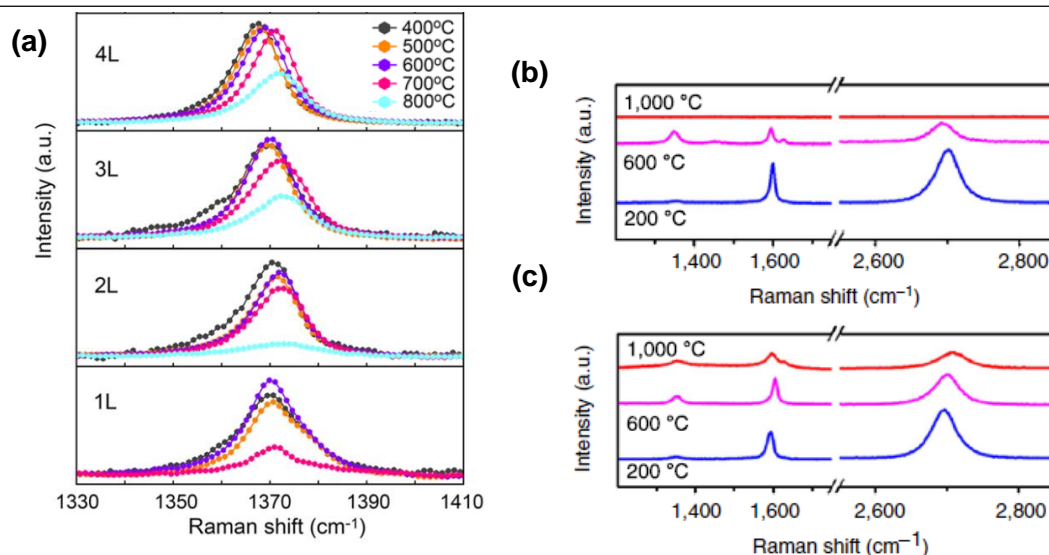 (a)
4L
400ºC
500ºC
600ºC
700ºC
800ºC
3L
2L
1L
Intensity (a.u.)
1330 1350 1370 1390 1410
Raman shift (cm-1)
(b)
1,000 °C
600 °C
200 °C
Intensity (a.u.)
1,400 1,600 2,600 2,800
Raman shift (cm–1)
(c)
1,000 °C
600 °C
200 °C
Intensity (a.u)
1,400 1,600 2,600 2,800
Raman shift (cm–1)